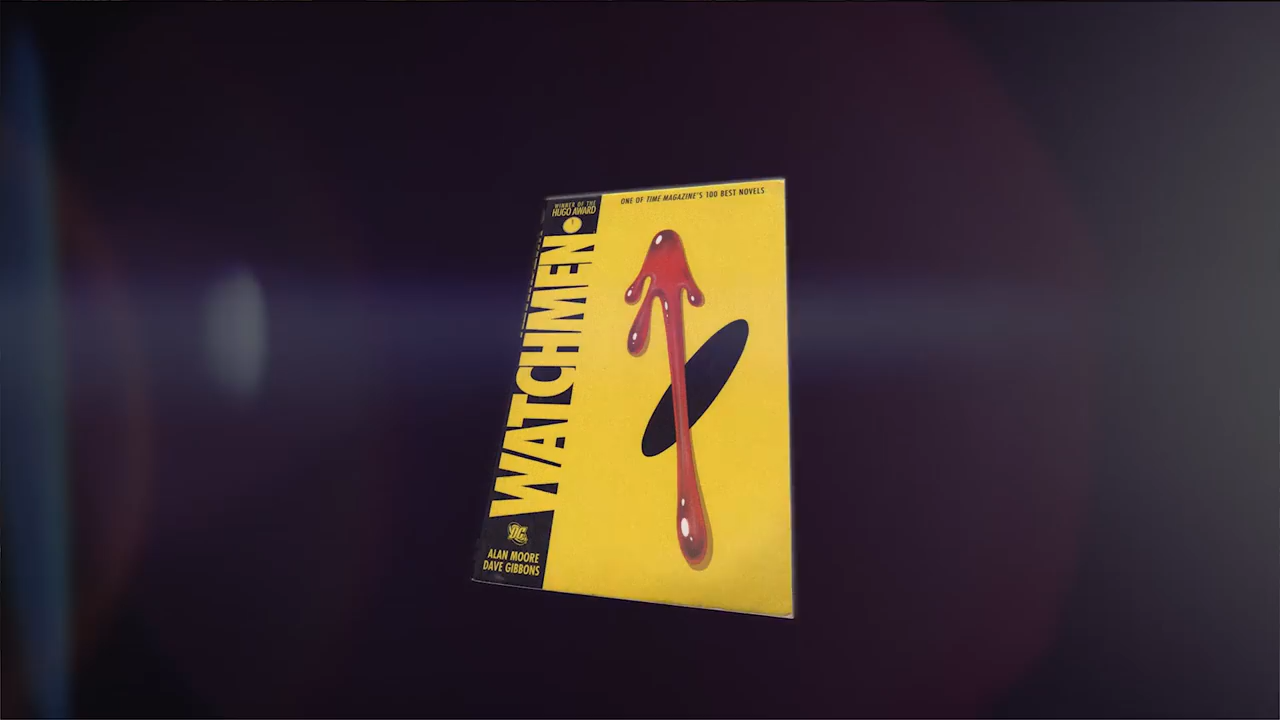 ONE OF TIME MAGAZINE'S 100 BEST NOVELS
WINNER OF THE
HUGO AWARD
WATCHMEN
DC
ALAN MOORE
DAVE GIBBONS